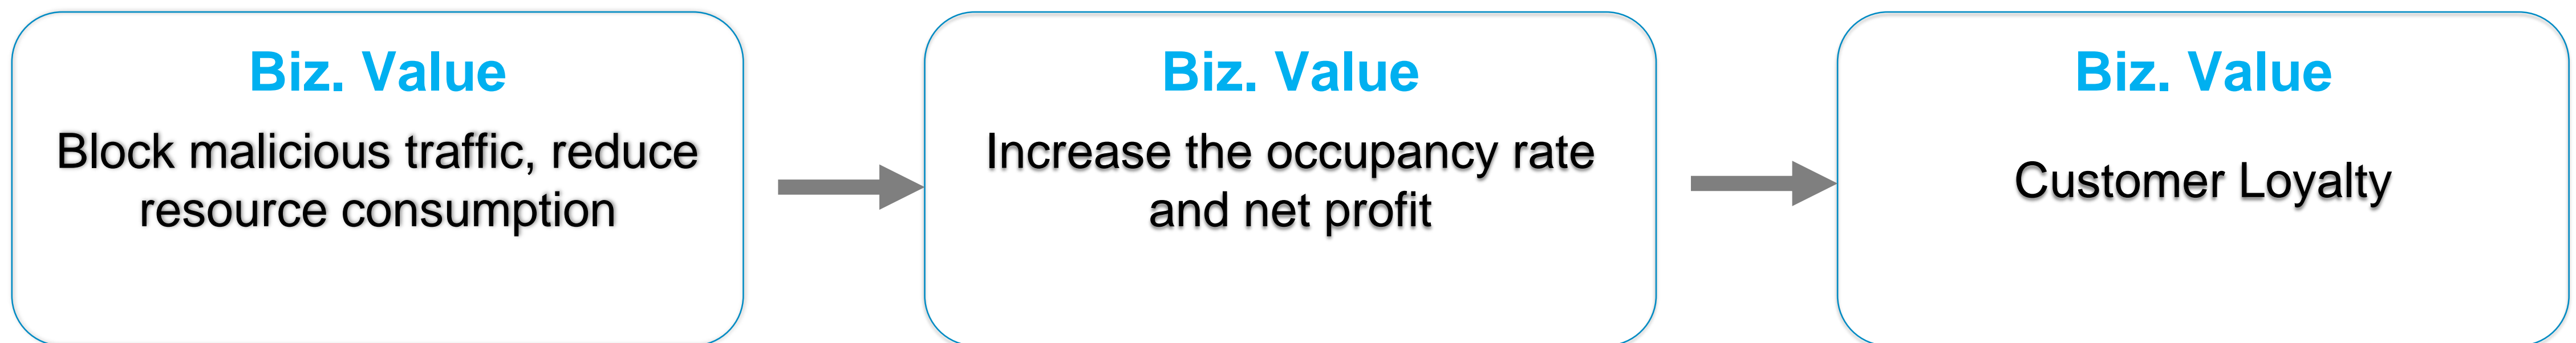 Biz. Value
Block malicious traffic, reduce
resource consumption
Biz. Value
Increase the occupancy rate
and net profit
Biz. Value
Customer Loyalty